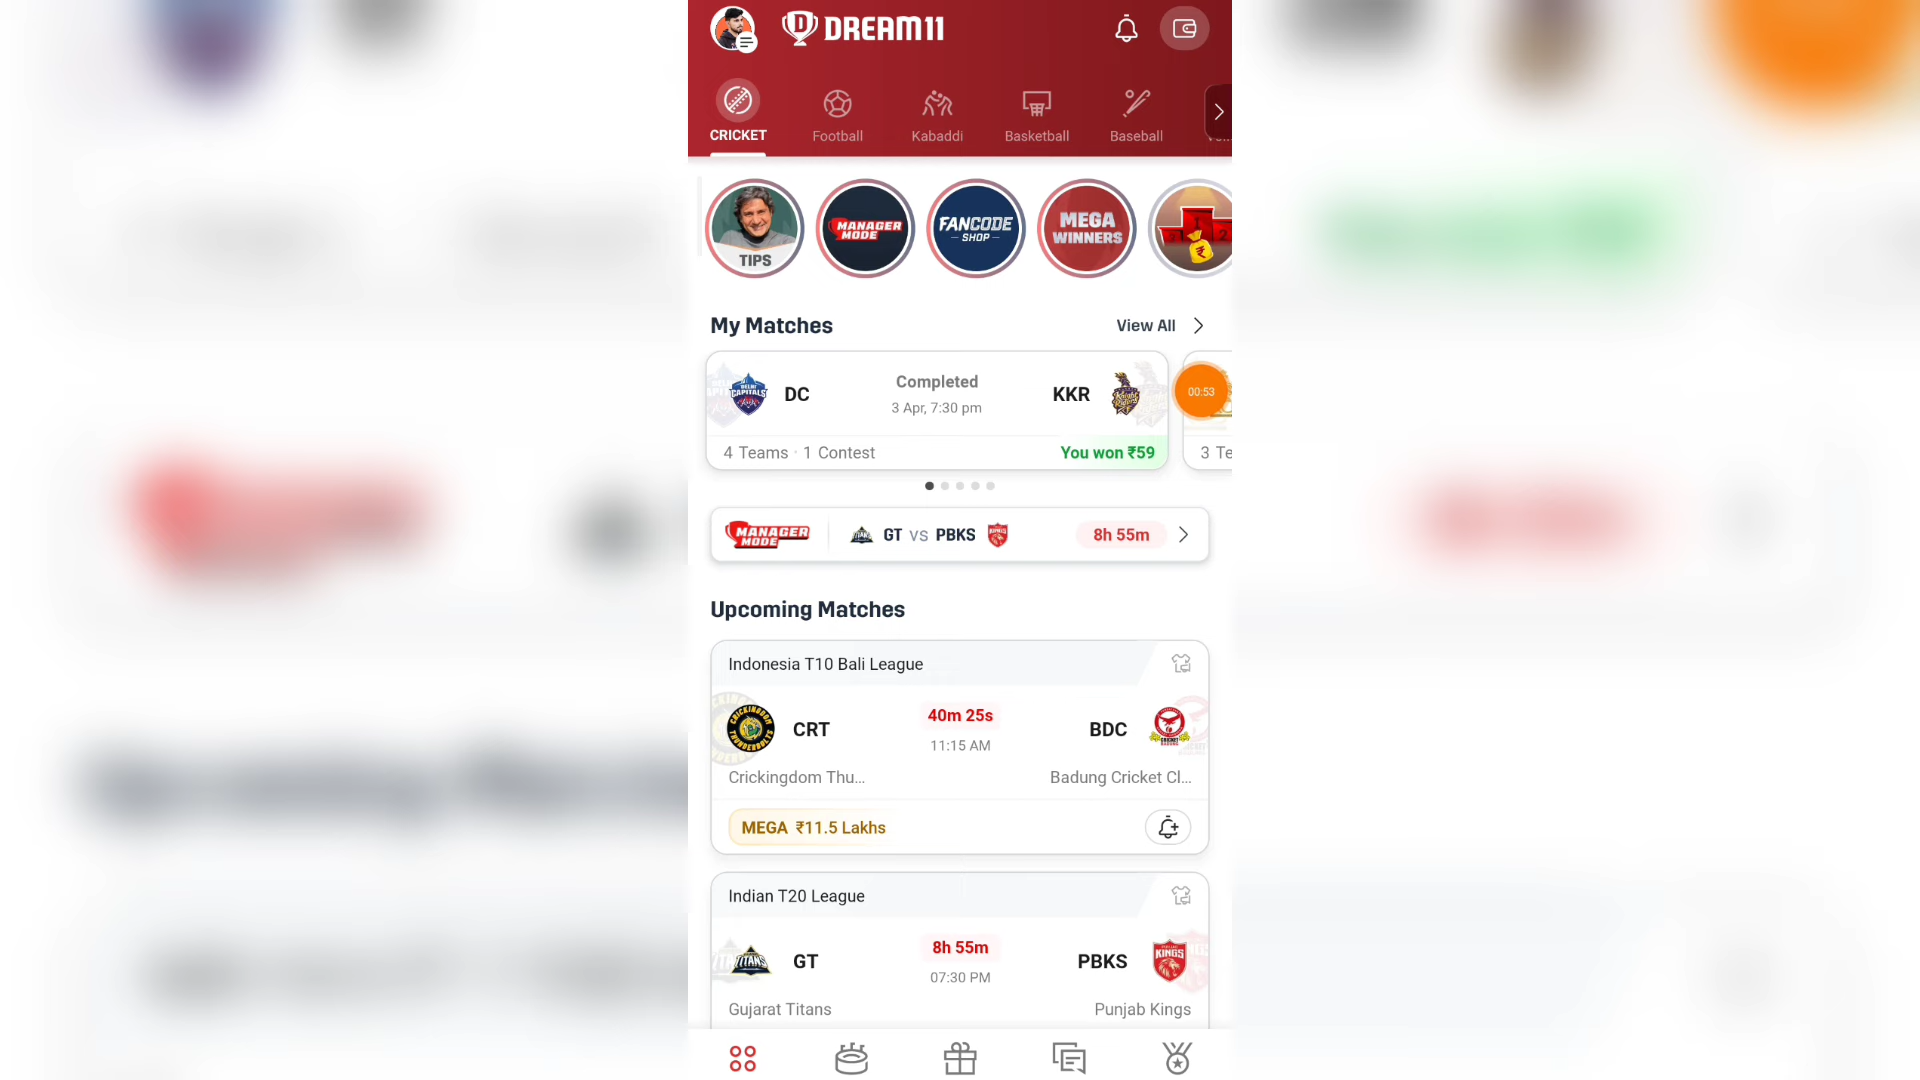 DREAM11
CRICKET
Football
Kabaddi
Basketball
Baseball
TIPS
MANAGER MODE
FANCODE
SHOP
MEGA
WINNERS
My Matches
View All
DC
Completed
3 Apr, 7:30 pm
KKR
00:53
4 Teams · 1 Contest
You won ₹59
3 Te
MANAGER MODE
GT VS PBKS
8h 55m
Upcoming Matches
Indonesia T10 Bali League
CRT
40m 25s
11:15 AM
BDC
Crickingdom Thu...
Badung Cricket Cl...
MEGA ₹11.5 Lakhs
Indian T20 League
GT
8h 55m
07:30 PM
PBKS
Gujarat Titans
Punjab Kings